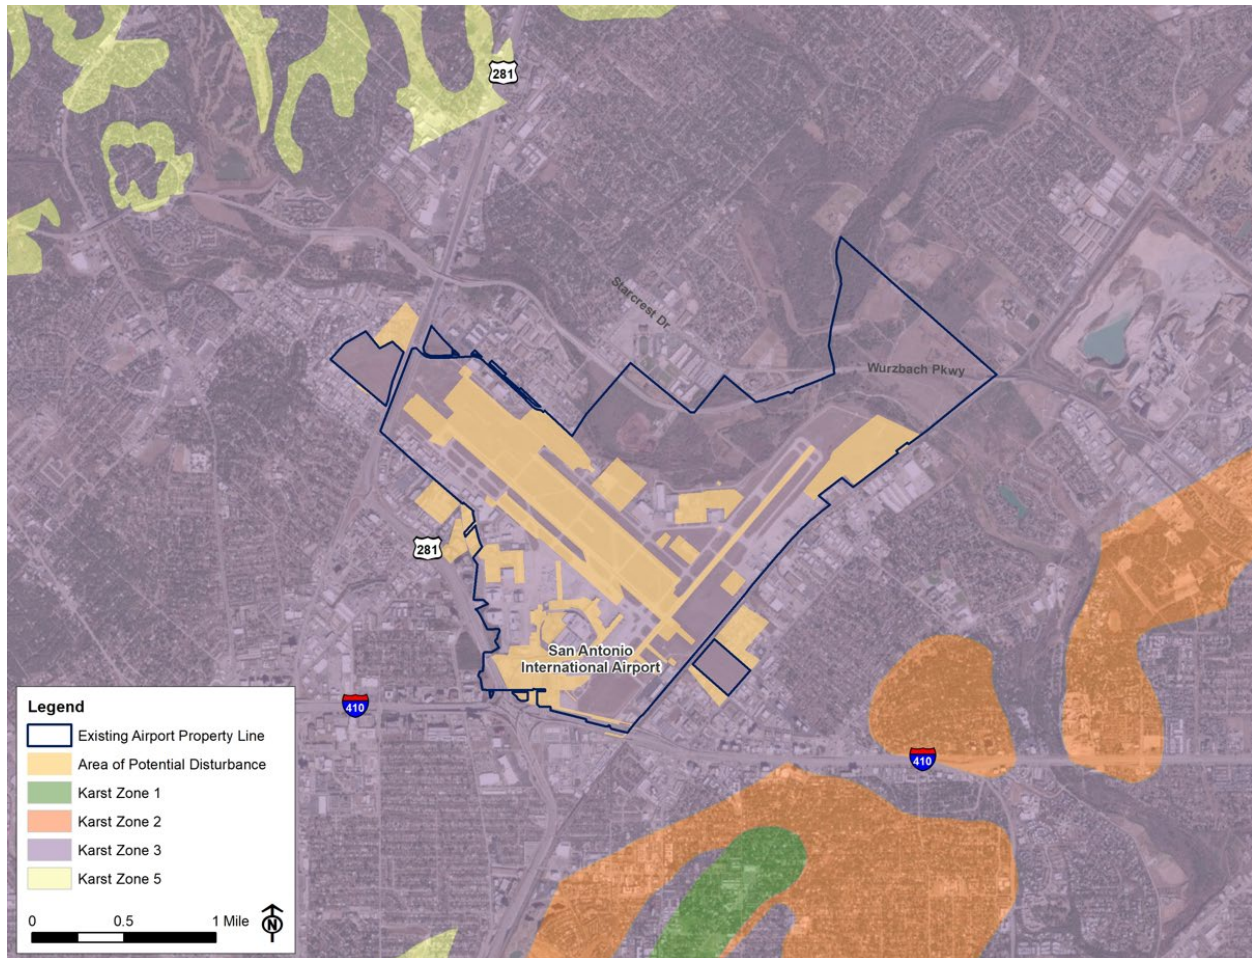 281
Starcrest Dr
Wurzbach Pkwy
281
San Antonio
International Airport
410
410
Legend
Existing Airport Property Line
Area of Potential Disturbance
Karst Zone 1
Karst Zone 2
Karst Zone 3
Karst Zone 5
0 0.5 1 Mile
N